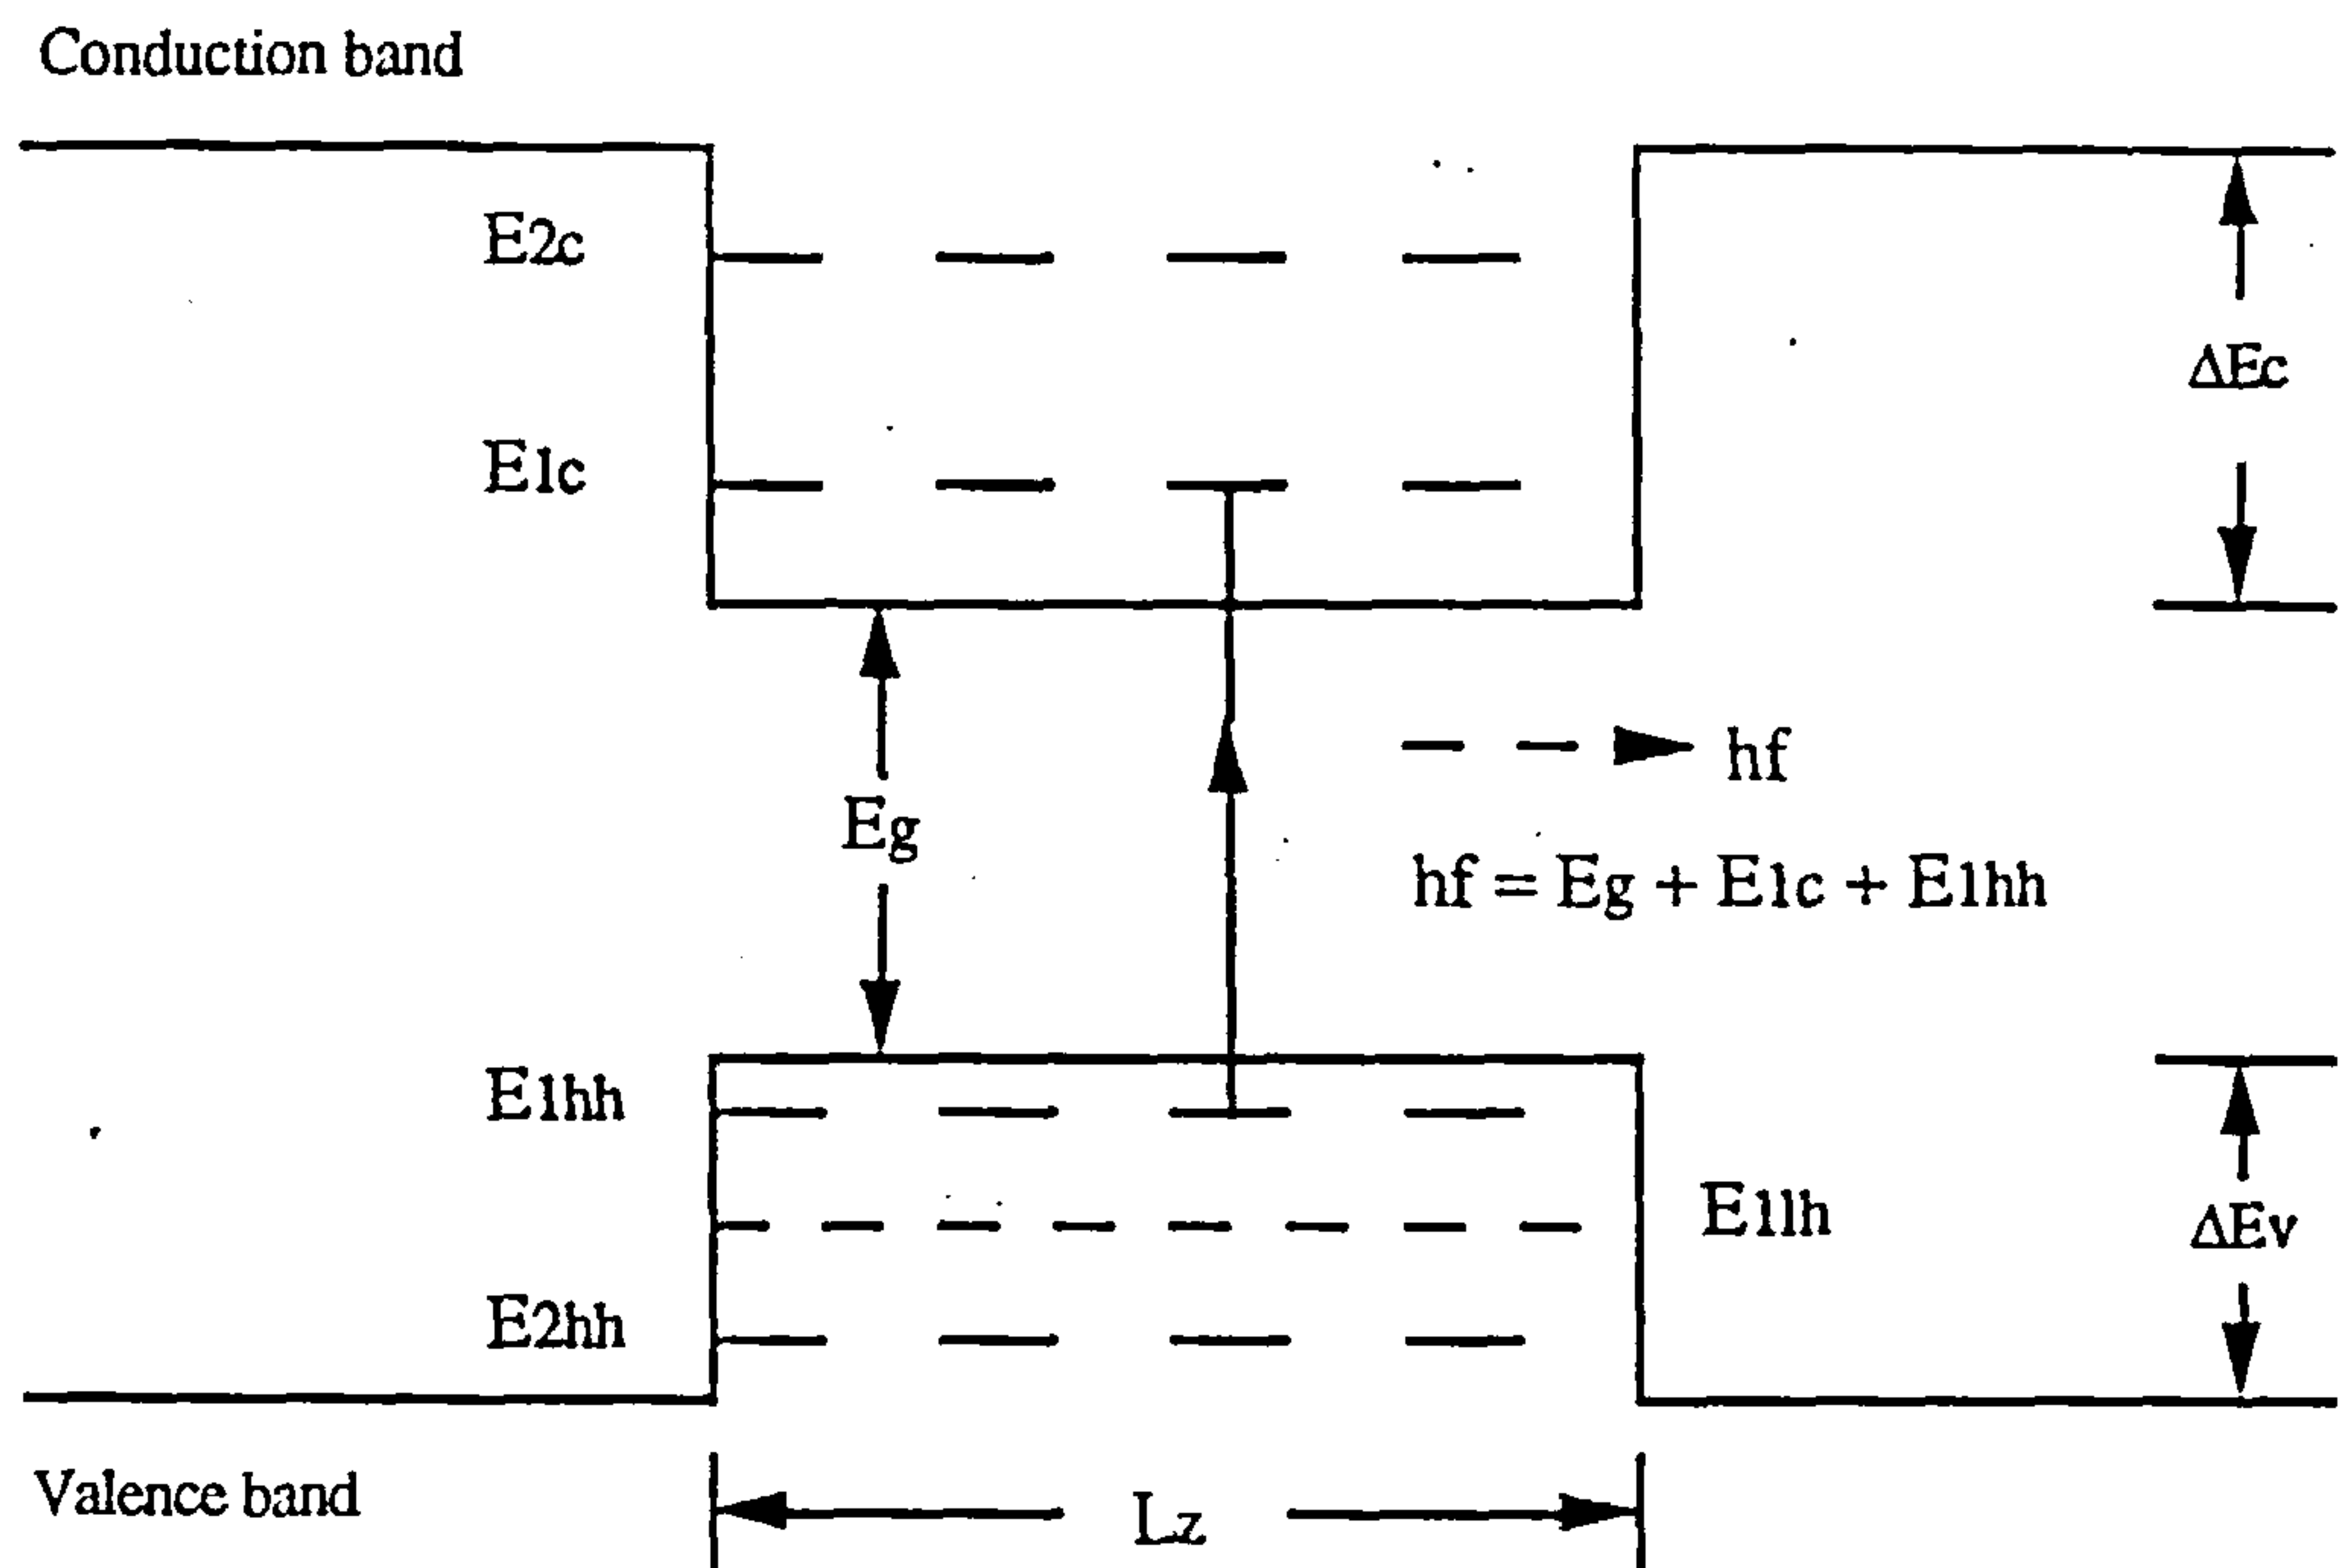 Conduction band
E2c
ΔEc
E1c
hf
Eg
hf = Eg + E1c + E1hh
E1hh
E1lh
ΔEv
E2hh
Valence band
Lz